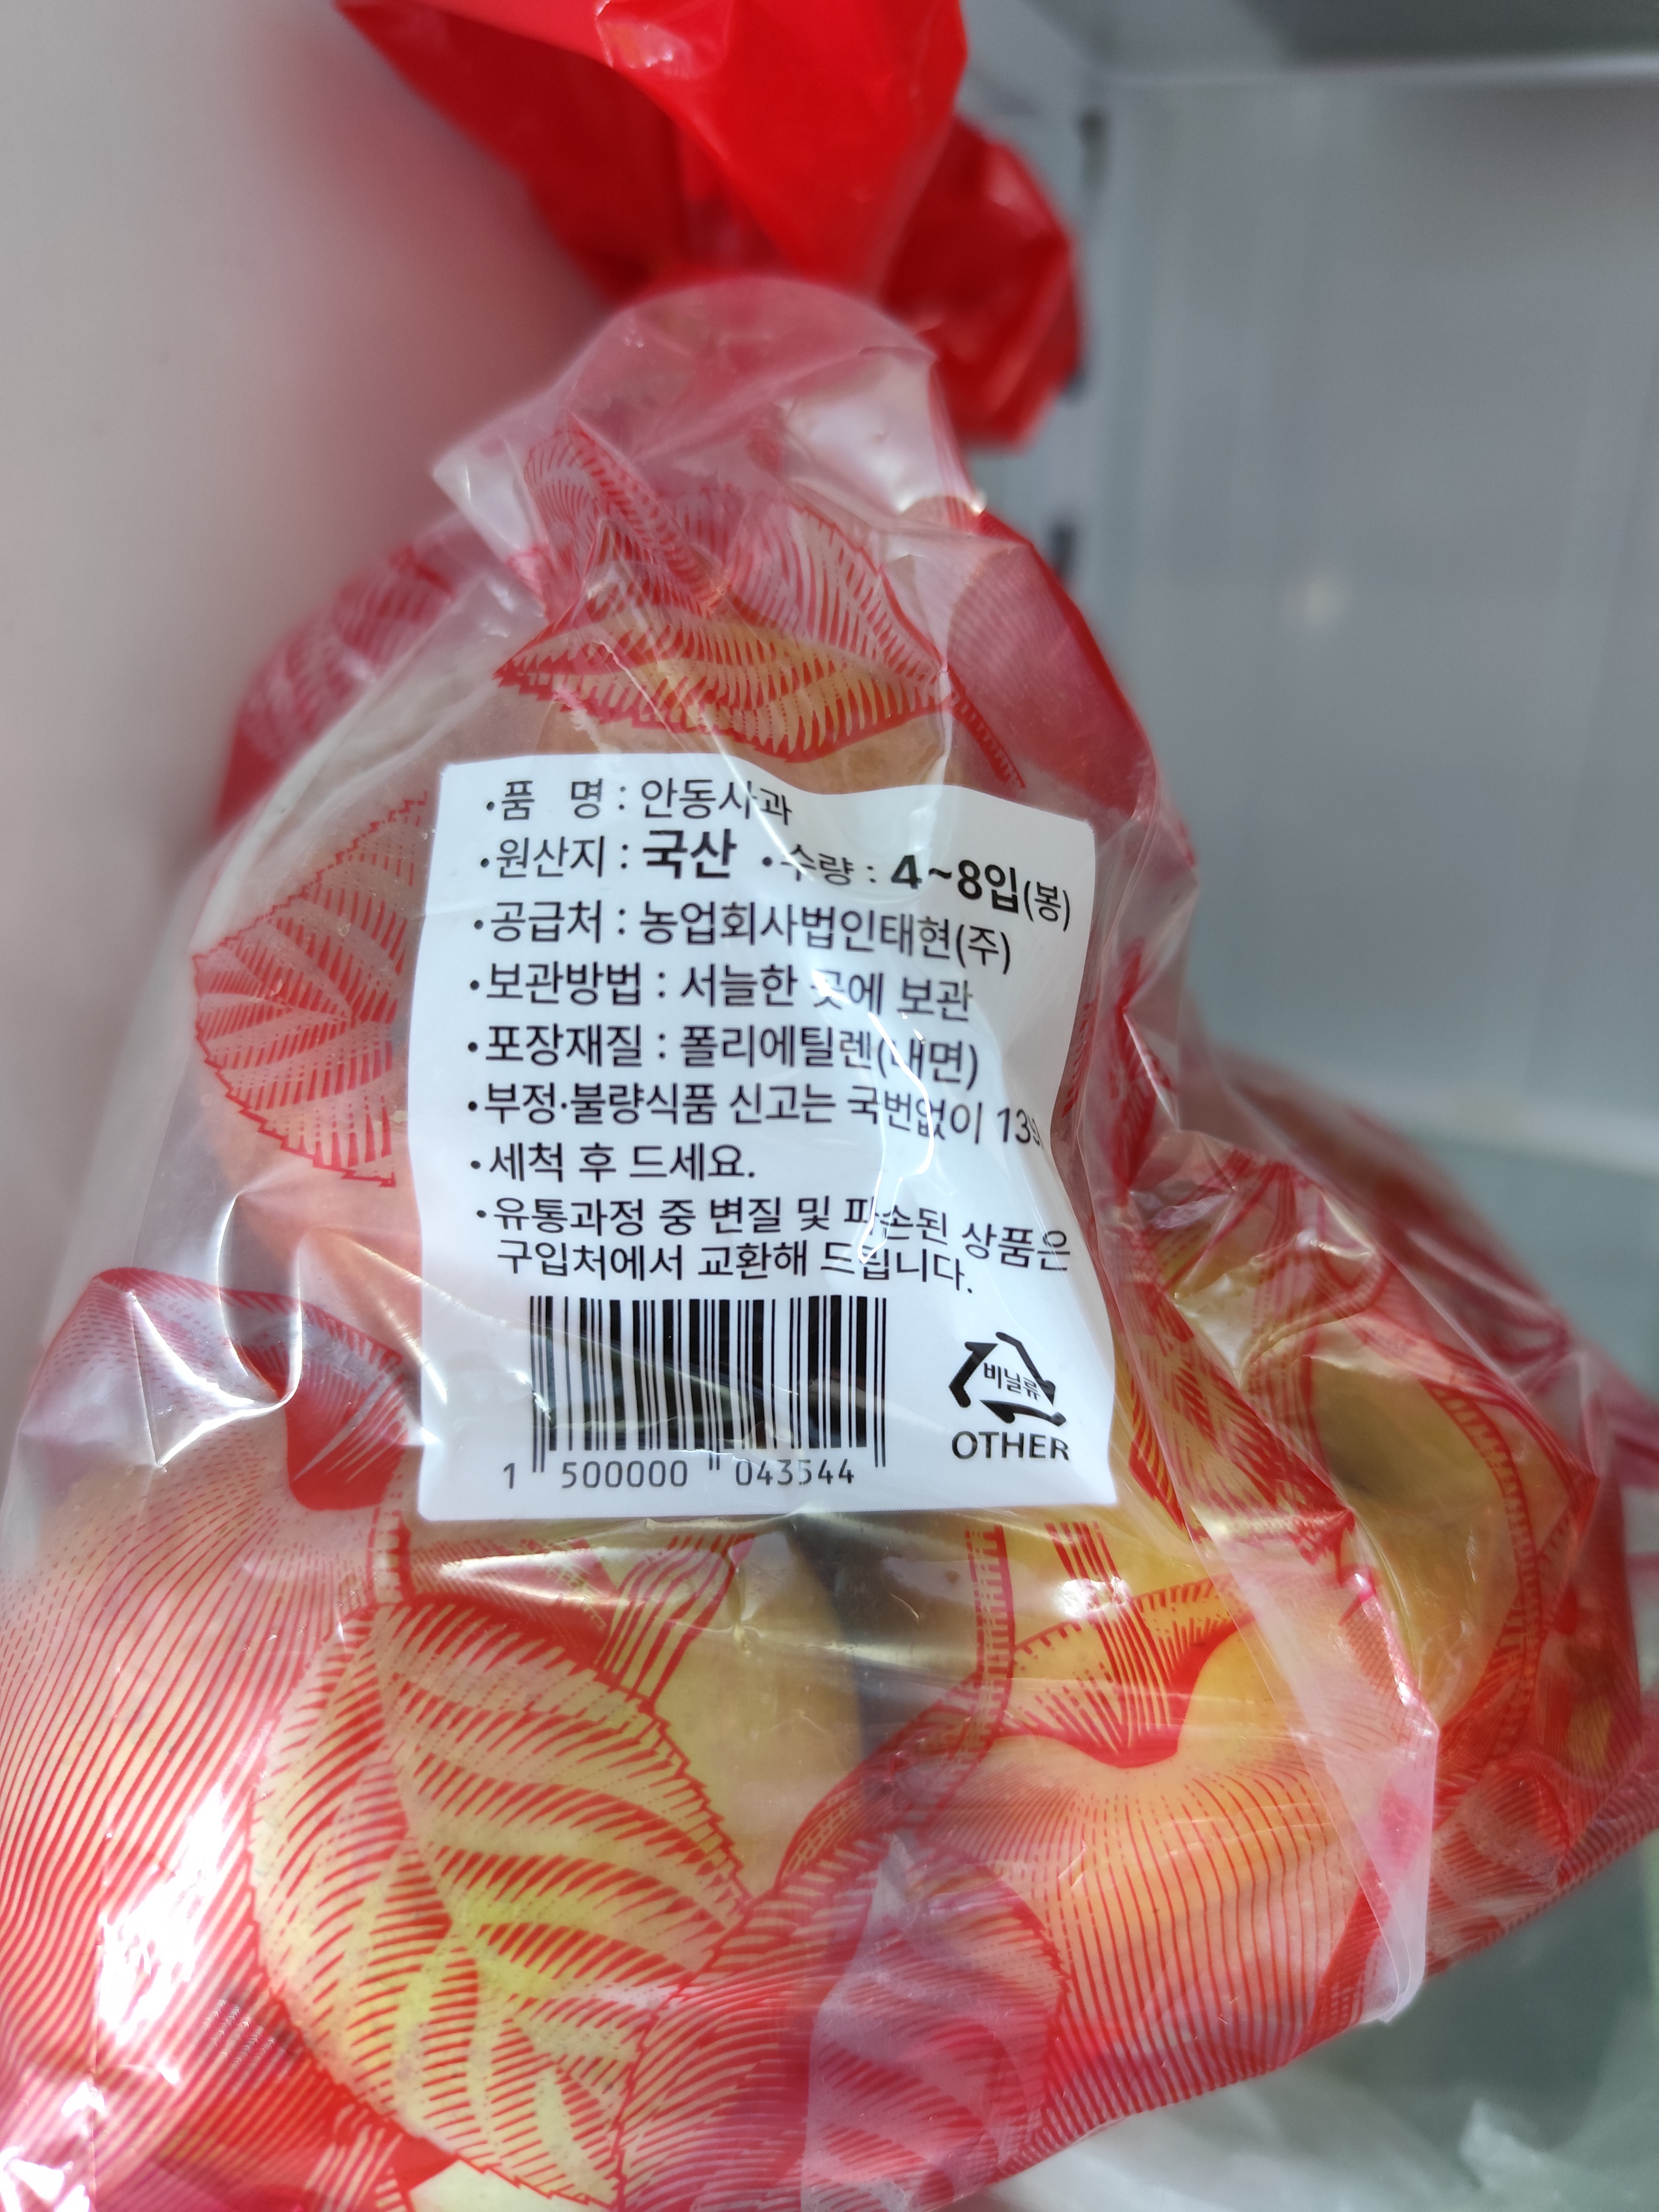 ·품 명 : 안동사과
·원산지 : 국산 ·수량 : 4~8입(봉)
·공급처 : 농업회사법인태현(주)
·보관방법 : 서늘한 곳에 보관
·포장재질 : 폴리에틸렌(내면)
·부정·불량식품 신고는 국번없이
·세척 후 드세요.
·유통과정 중 변질 및 파손된 상품은
구입처에서 교환해 드립니다.
비닐류
OTHER
1 500000 043544